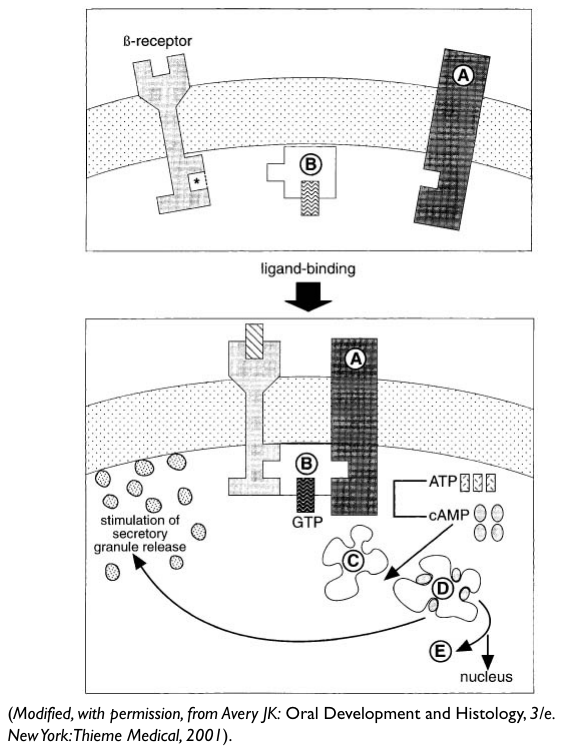 ß-receptor
A
B
*
ligand-binding
A
B
GTP
ATP
cAMP
stimulation of
secretory
granule release
C
D
E
nucleus
(Modified, with permission, from Avery JK: Oral Development and Histology, 3/e.
New York: Thieme Medical, 2001).